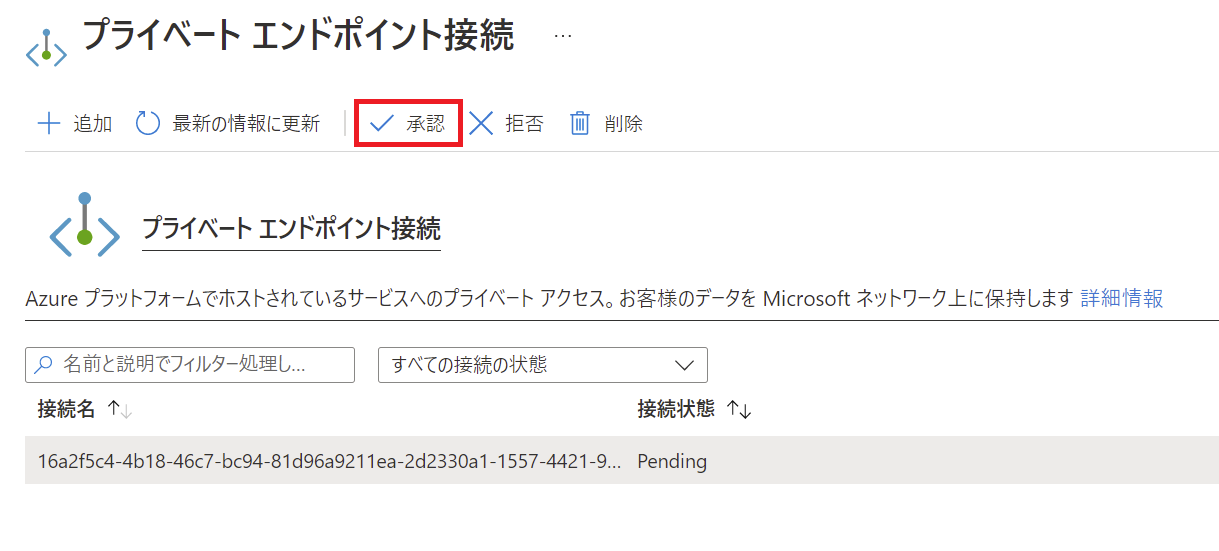 プライベート エンドポイント接続 …
追加 最新の情報に更新 承認 拒否 削除
プライベート エンドポイント接続
Azure プラットフォームでホストされているサービスへのプライベート アクセス。お客様のデータを Microsoft ネットワーク上に保持します 詳細情報
名前と説明でフィルター処理し... すべての接続の状態
接続名 ↑↓ 接続状態 ↑↓
16a2f5c4-4b18-46c7-bc94-81d96a9211ea-2d2330a1-1557-4421-9... Pending